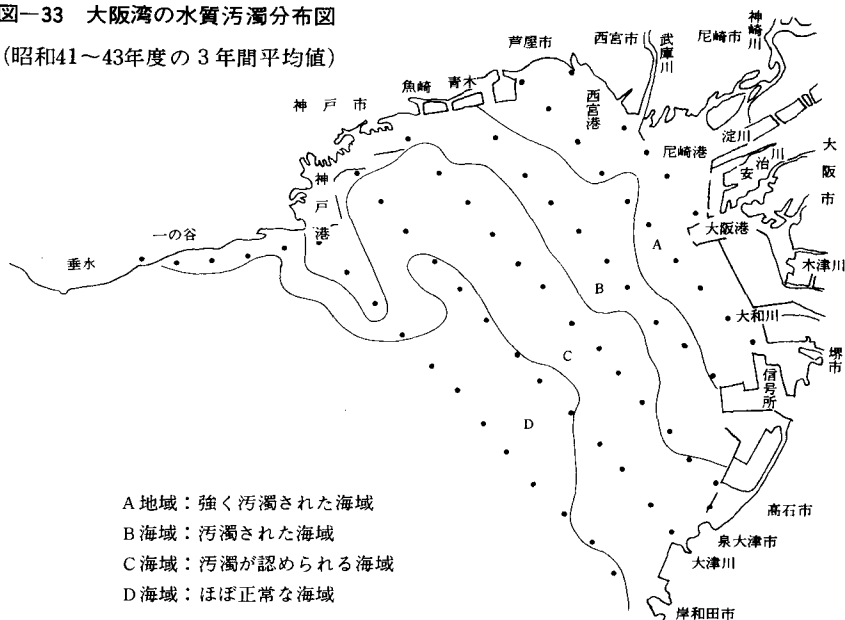 図−33 大阪湾の水質汚濁分布図
(昭和41〜43年度の3年間平均値)
神戸市
魚崎
青木
芦屋市
西宮市
武庫川
尼崎市
神崎川
西宮港
尼崎港
淀川
安治川
大阪市
大阪港
木津川
大和川
堺市
信号所
高石市
泉大津市
大津川
岸和田市
神戸港
一の谷
垂水
A
B
C
D
A地域:強く汚濁された海域
B海域:汚濁された海域
C海域:汚濁が認められる海域
D海域:ほぼ正常な海域